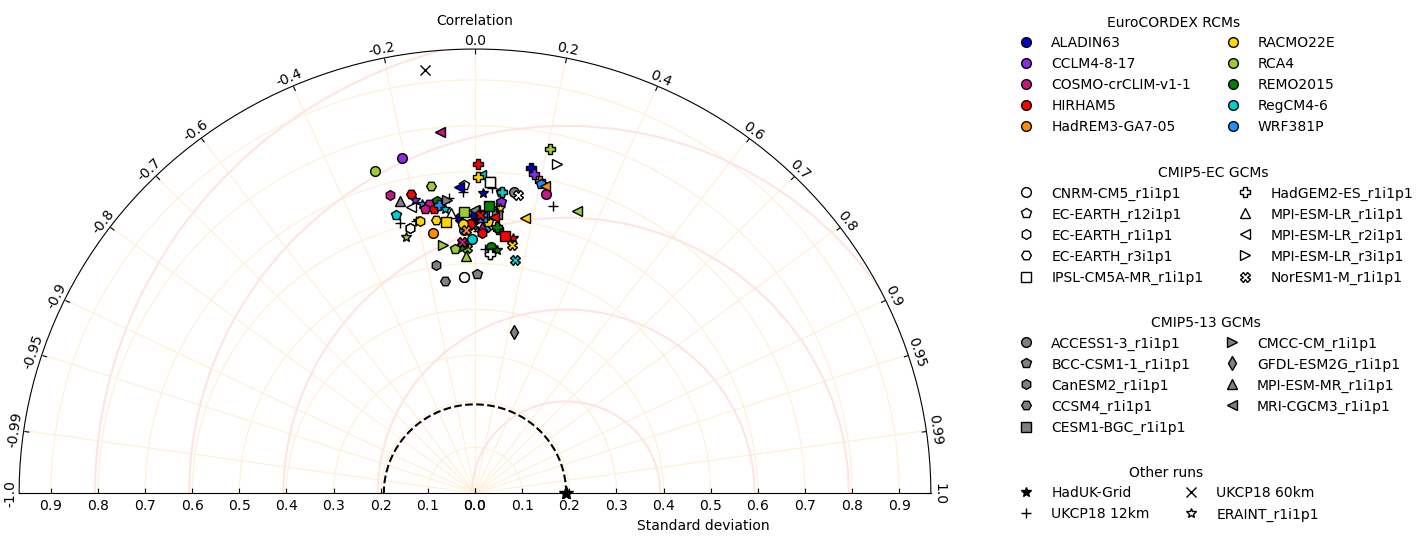 Correlation
-1.0
-0.99
-0.95
-0.9
-0.8
-0.7
-0.6
-0.4
-0.2
0.0
0.2
0.4
0.6
0.7
0.8
0.9
0.95
0.99
1.0
0.9 0.8 0.7 0.6 0.5 0.4 0.3 0.2 0.1 0.0 0.1 0.2 0.3 0.4 0.5 0.6 0.7 0.8 0.9
Standard deviation
EuroCORDEX RCMs
ALADIN63 RACMO22E
CCLM4-8-17 RCA4
COSMO-crCLIM-v1-1 REMO2015
HIRHAM5 RegCM4-6
HadREM3-GA7-05 WRF381P
CMIP5-EC GCMs
CNRM-CM5_r1i1p1 HadGEM2-ES_r1i1p1
EC-EARTH_r12i1p1 MPI-ESM-LR_r1i1p1
EC-EARTH_r1i1p1 MPI-ESM-LR_r2i1p1
EC-EARTH_r3i1p1 MPI-ESM-LR_r3i1p1
IPSL-CM5A-MR_r1i1p1 NorESM1-M_r1i1p1
CMIP5-13 GCMs
ACCESS1-3_r1i1p1 CMCC-CM_r1i1p1
BCC-CSM1-1_r1i1p1 GFDL-ESM2G_r1i1p1
CanESM2_r1i1p1 MPI-ESM-MR_r1i1p1
CCSM4_r1i1p1 MRI-CGCM3_r1i1p1
CESM1-BGC_r1i1p1
Other runs
HadUK-Grid UKCP18 60km
UKCP18 12km ERAINT_r1i1p1